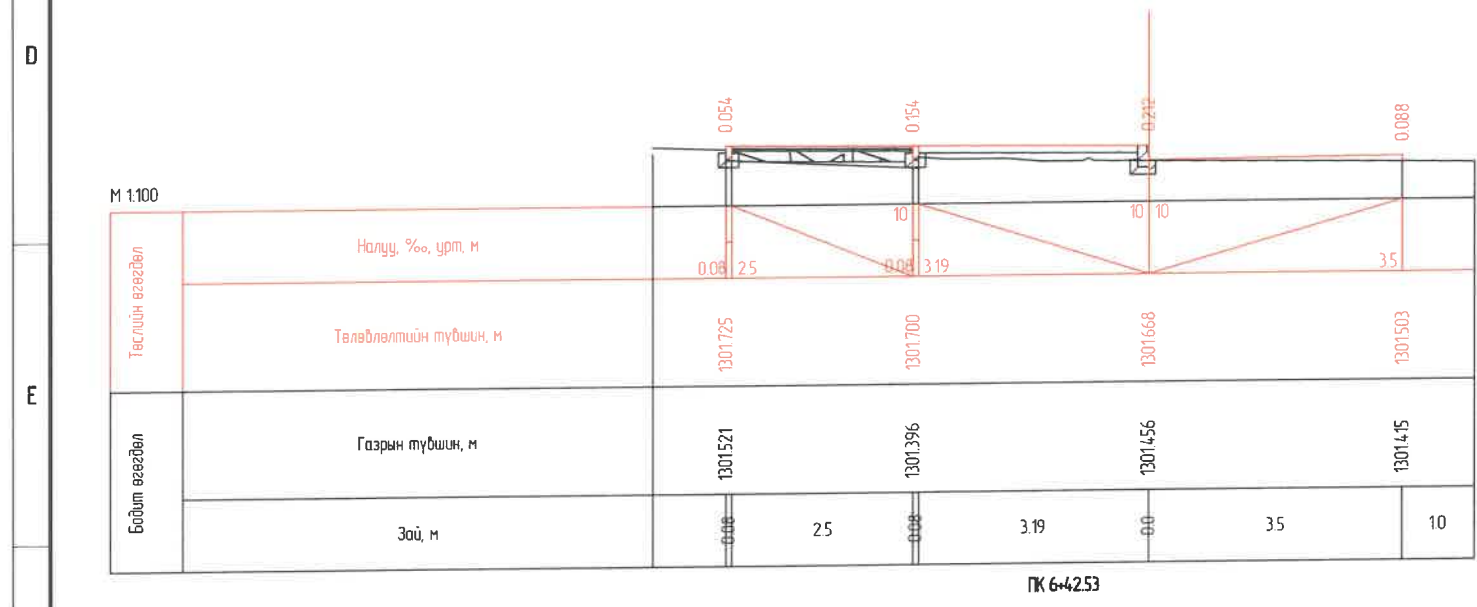 D
0.054 0.154 0.212 0.088
М 1:100
Төслийн өгөгдөл
Налуу, ‰, урт, м
10 10 10
0.08 2.5 0.08 3.19 3.5
Төлөвлөлтийн түвшин, м
1301.725 1301.700 1301.668 1301.503
E
Бодит өгөгдөл
Газрын түвшин, м
1301.521 1301.396 1301.456 1301.415
Зай, м
0.08 2.5 0.08 3.19 0.0 3.5 10
ПК 6+42.53